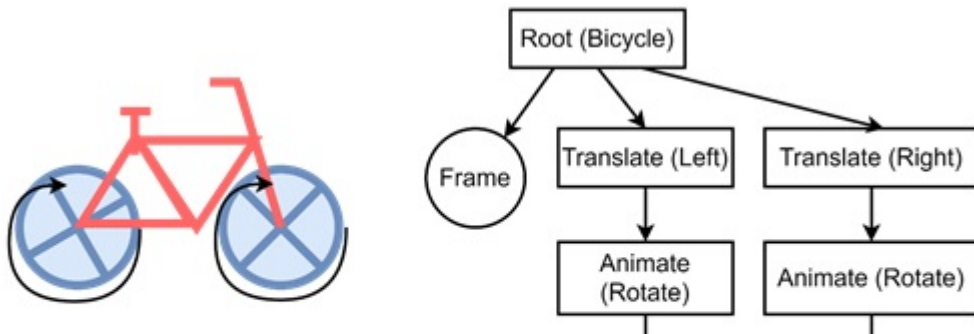 Root (Bicycle)
Frame
Translate (Left)
Translate (Right)
Animate
(Rotate)
Animate (Rotate)